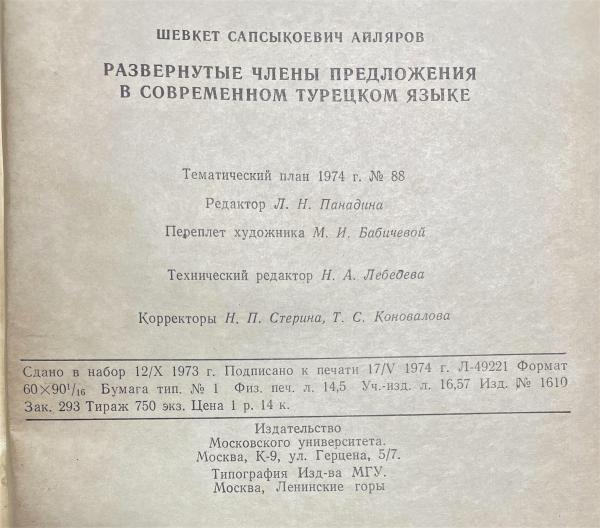 ШЕВКЕТ САПСЫКОЕВИЧ АЙЛЯРОВ
РАЗВЕРНУТЫЕ ЧЛЕНЫ ПРЕДЛОЖЕНИЯ
В СОВРЕМЕННОМ ТУРЕЦКОМ ЯЗЫКЕ
Тематический план 1974 г. № 88
Редактор Л. Н. Панадина
Переплет художника М. И. Бабичевой
Технический редактор Н. А. Лебедева
Корректоры Н. П. Стерина, Т. С. Коновалова
Сдано в набор 12/X 1973 г. Подписано к печати 17/V 1974 г. Л-49221 Формат
60×90¹/₁₆ Бумага тип. № 1 Физ. печ. л. 14,5 Уч.-изд. л. 16,57 Изд. № 1610
Зак. 293 Тираж 750 экз. Цена 1 р. 14 к.
Издательство
Московского университета.
Москва, К-9, ул. Герцена, 5/7.
Типография Изд-ва МГУ.
Москва, Ленинские горы